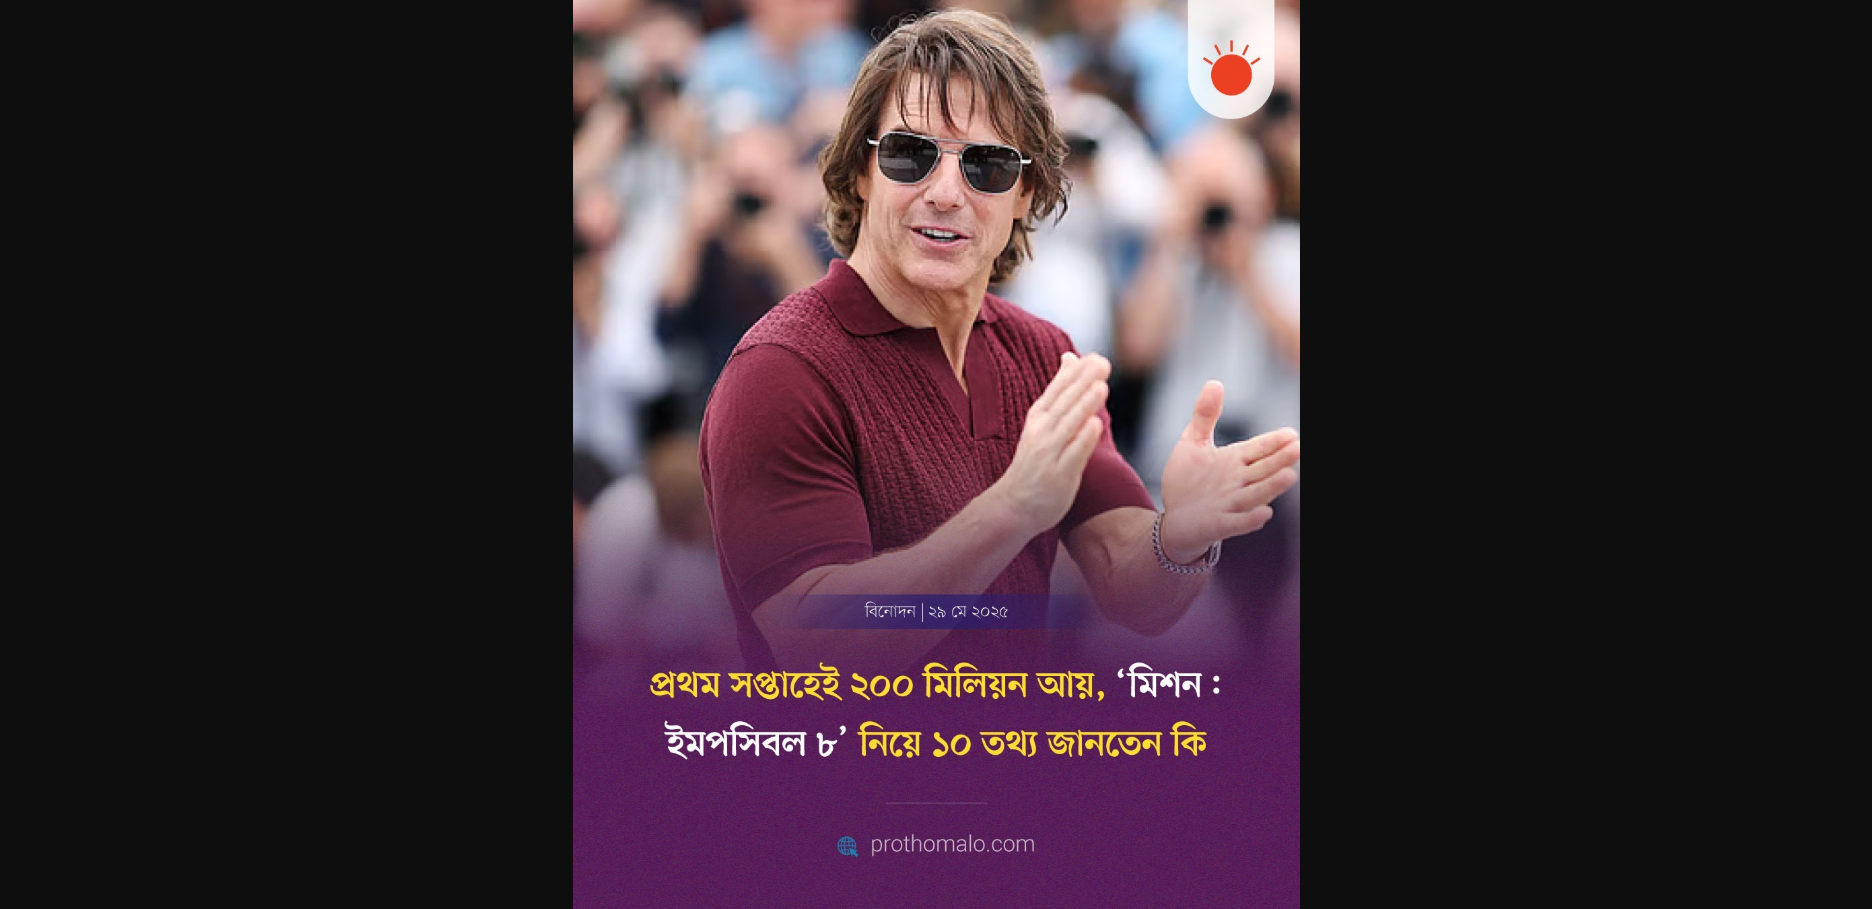 বিনোদন | ২৯ মে ২০২৫
প্রথম সপ্তাহেই ২০০ মিলিয়ন আয়, ‘মিশন :
ইমপসিবল ৮’ নিয়ে ১০ তথ্য জানতেন কি
prothomalo.com